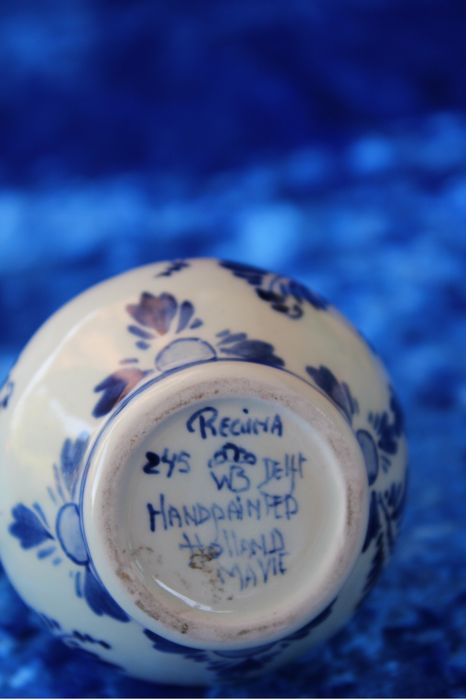 REGINA
245 WB Delft
HANDPAINTED
HOLLAND
MAVIE